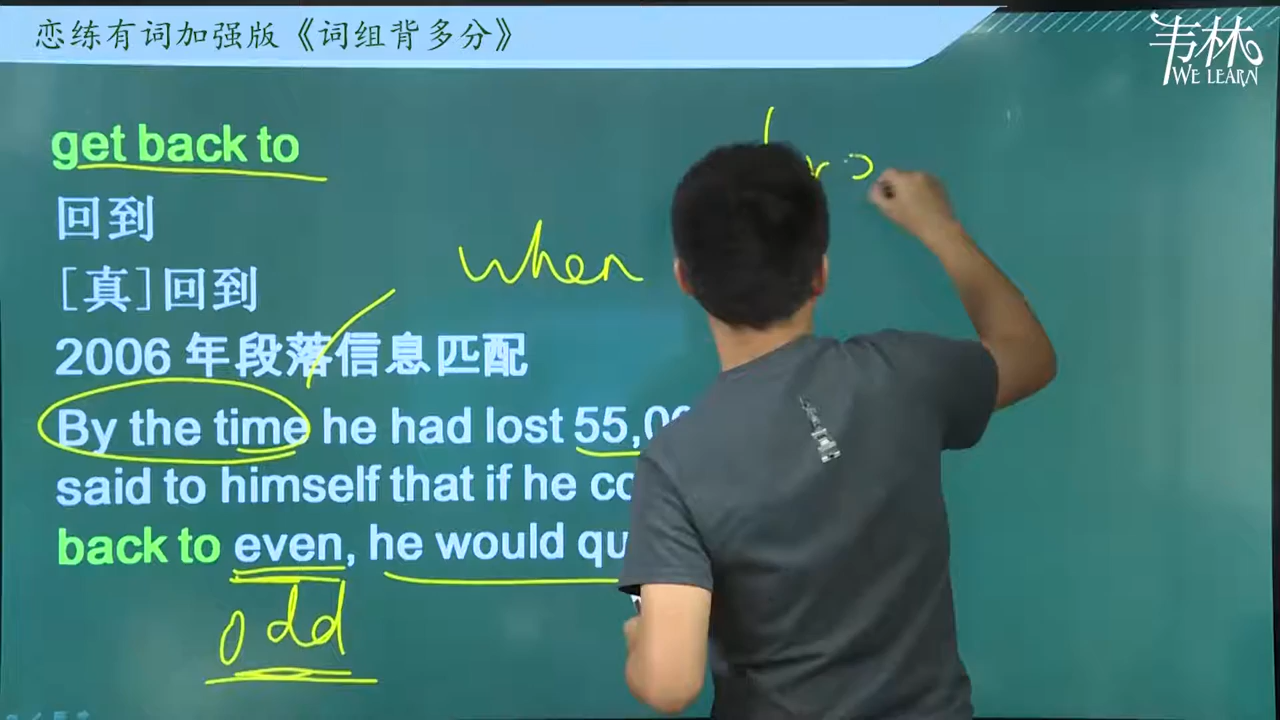 恋练有词加强版《词组背多分》
韦林
WE LEARN
get back to
回到
when
[真]回到
2006 年段落信息匹配
By the time he had lost 55,00
said to himself that if he co
back to even, he would qu
odd